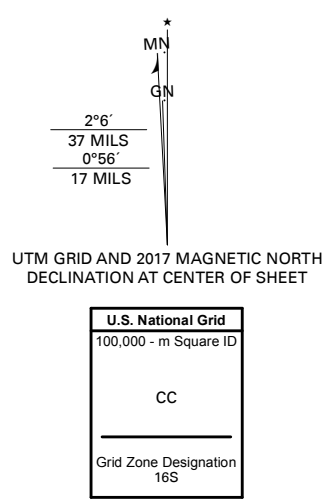 MN
GN
2°6´
37 MILS
0°56´
17 MILS
UTM GRID AND 2017 MAGNETIC NORTH
DECLINATION AT CENTER OF SHEET
U.S. National Grid
100,000 - m Square ID
CC
Grid Zone Designation
16S